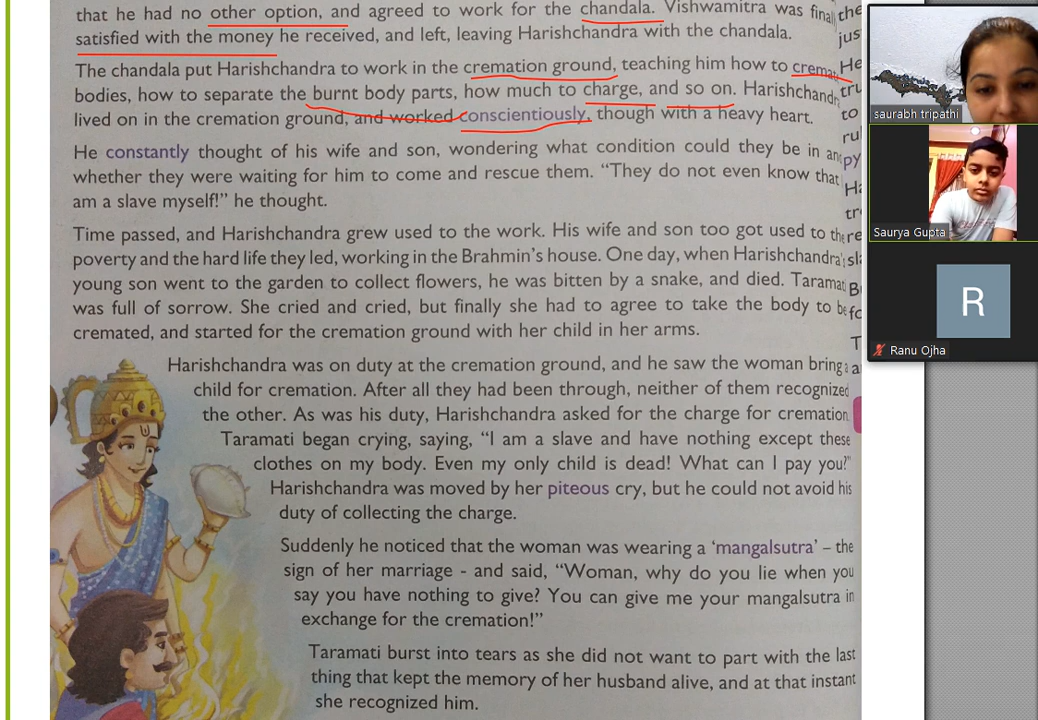 that he had no other option, and agreed to work for the chandala. Vishwamitra was final
satisfied with the money he received, and left, leaving Harishchandra with the chandala.
The chandala put Harishchandra to work in the cremation ground, teaching him how to crema
bodies, how to separate the burnt body parts, how much to charge, and so on. Harishchandr
lived on in the cremation ground, and worked conscientiously, though with a heavy heart.
He constantly thought of his wife and son, wondering what condition could they be in an
whether they were waiting for him to come and rescue them. “They do not even know that
am a slave myself!” he thought.
Time passed, and Harishchandra grew used to the work. His wife and son too got used to th
poverty and the hard life they led, working in the Brahmin's house. One day, when Harishchandra'
young son went to the garden to collect flowers, he was bitten by a snake, and died. Taramat
was full of sorrow. She cried and cried, but finally she had to agree to take the body to be
cremated, and started for the cremation ground with her child in her arms.
Harishchandra was on duty at the cremation ground, and he saw the woman bring a
child for cremation. After all they had been through, neither of them recognized
the other. As was his duty, Harishchandra asked for the charge for cremation.
Taramati began crying, saying, “I am a slave and have nothing except these
clothes on my body. Even my only child is dead! What can I pay you?”
Harishchandra was moved by her piteous cry, but he could not avoid his
duty of collecting the charge.
Suddenly he noticed that the woman was wearing a ‘mangalsutra’ – the
sign of her marriage - and said, “Woman, why do you lie when you
say you have nothing to give? You can give me your mangalsutra in
exchange for the cremation!”
Taramati burst into tears as she did not want to part with the last
thing that kept the memory of her husband alive, and at that instant
she recognized him.
the
jus
He
tru
to
rul
py
Ha
tr
re
sl
B
fo
T
a
saurabh tripathi
Saurya Gupta
R
Ranu Ojha